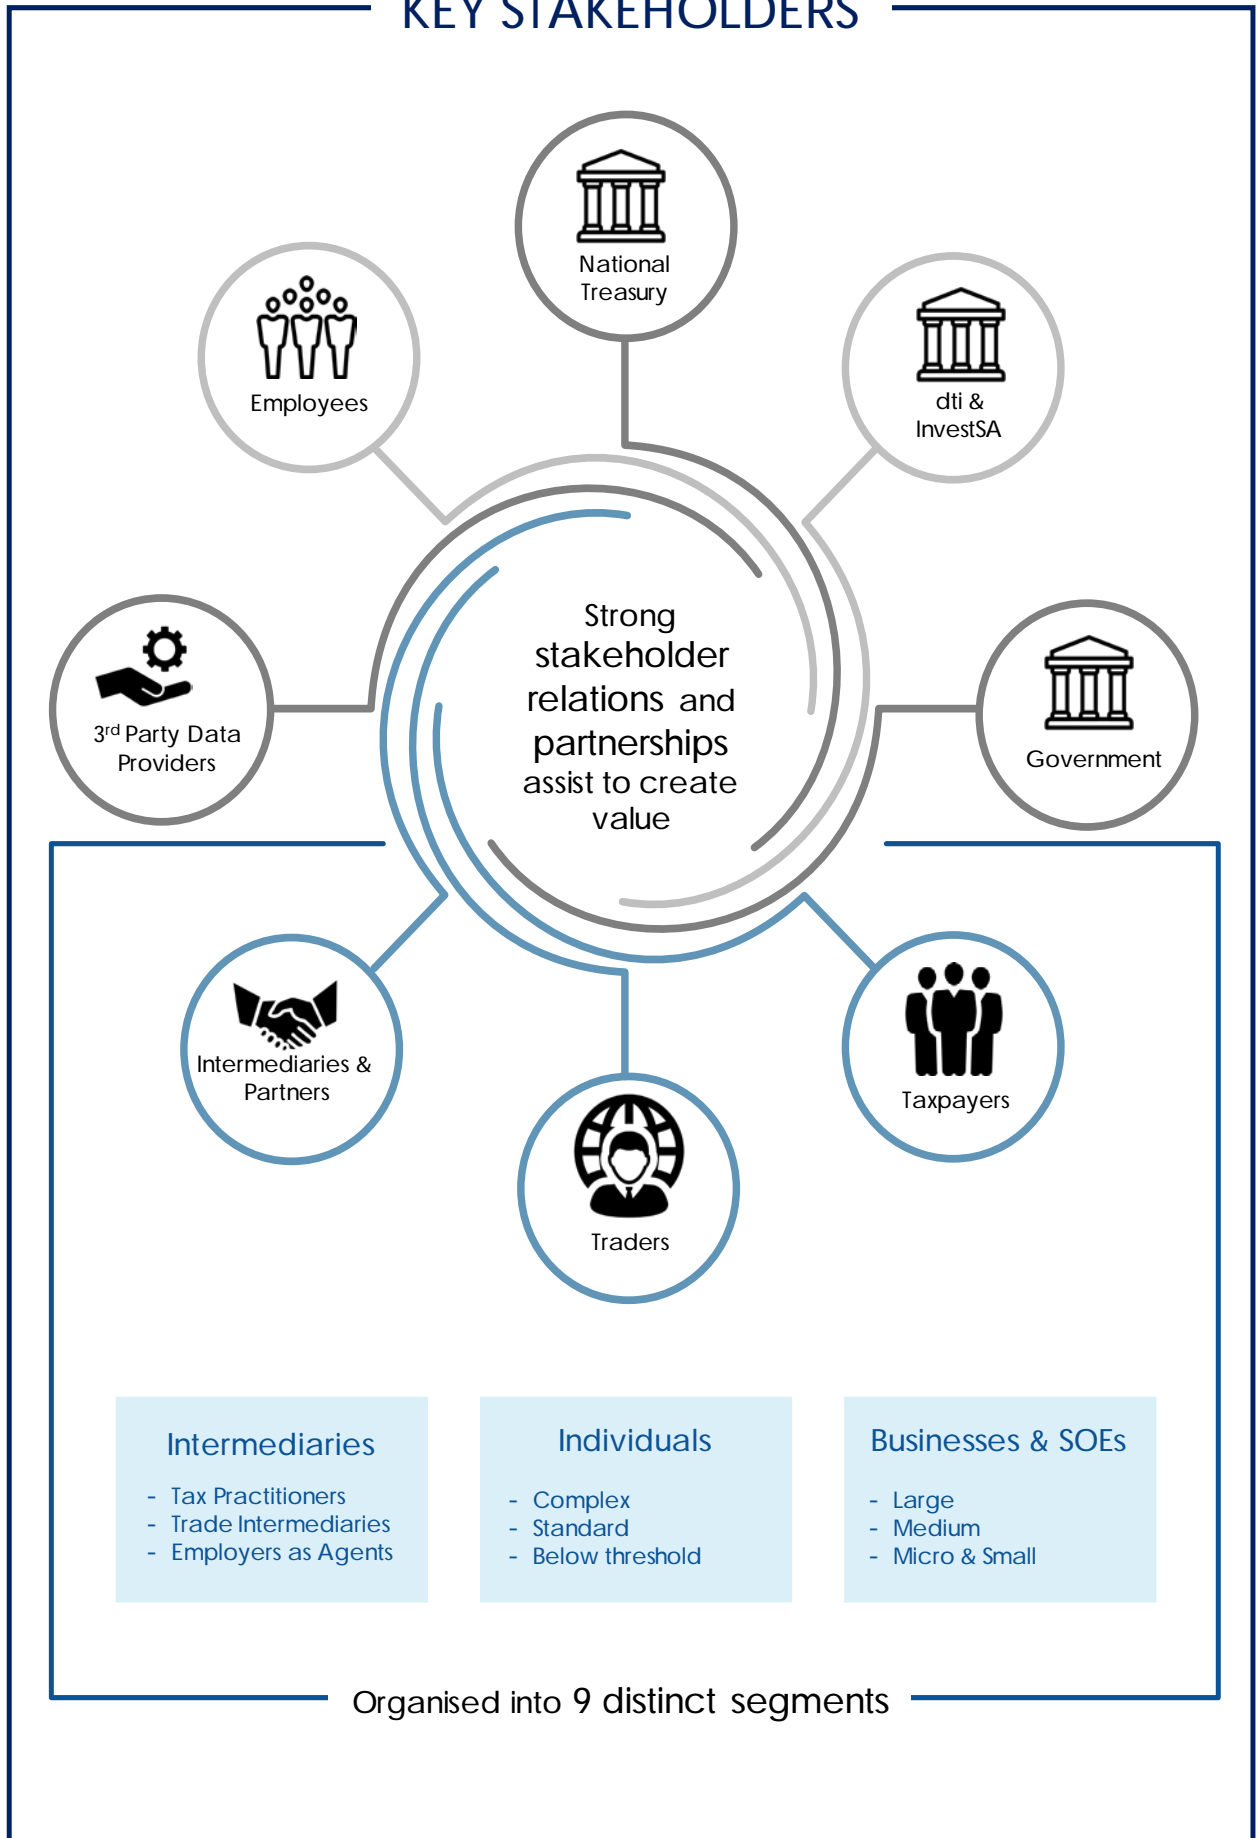 KEY STAKEHOLDERS
National
Treasury
Employees
dti &
InvestSA
Strong
stakeholder
relations and
partnerships
assist to create
value
3rd Party Data
Providers
Government
Intermediaries &
Partners
Taxpayers
Traders
Intermediaries
- Tax Practitioners
- Trade Intermediaries
- Employers as Agents
Individuals
- Complex
- Standard
- Below threshold
Businesses & SOEs
- Large
- Medium
- Micro & Small
Organised into 9 distinct segments